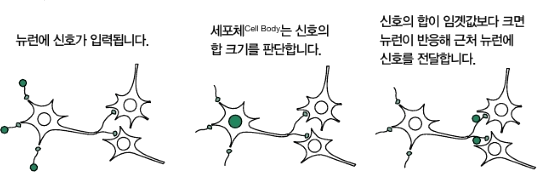 뉴런에 신호가 입력됩니다.
세포체Cell Body는 신호의
합 크기를 판단합니다.
신호의 합이 임곗값보다 크면
뉴런이 반응해 근처 뉴런에
신호를 전달합니다.